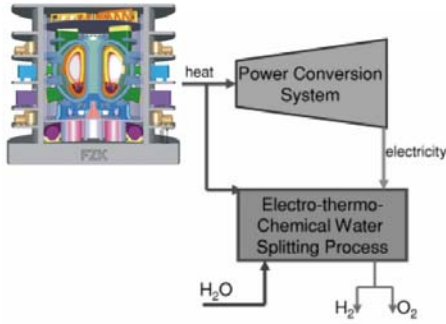 heat
Power Conversion
System
FZK
electricity
Electro-thermo-
Chemical Water
Splitting Process
H₂O
H₂
O₂